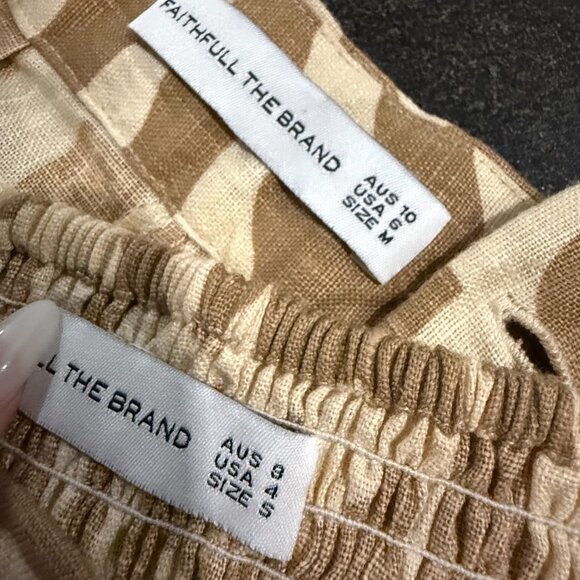 FAITHFULL THE BRAND
AUS 10
USA 6
SIZE M
LL THE BRAND
AUS 8
USA 4
SIZE S